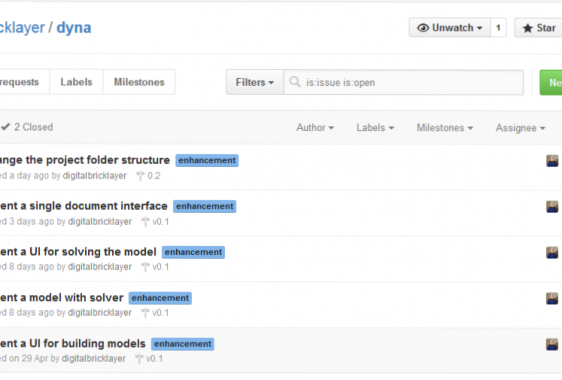 cklayer / dyna
Unwatch 1 Star
requests Labels Milestones Filters is:issue is:open Ne
2 Closed Author Labels Milestones Assignee
ange the project folder structure enhancement
ed a day ago by digitalbricklayer 0.2
ent a single document interface enhancement
ed 3 days ago by digitalbricklayer v0.1
ent a UI for solving the model enhancement
ed 8 days ago by digitalbricklayer v0.1
ent a model with solver enhancement
ed 8 days ago by digitalbricklayer v0.1
ent a UI for building models enhancement
ed on 29 Apr by digitalbricklayer v0.1